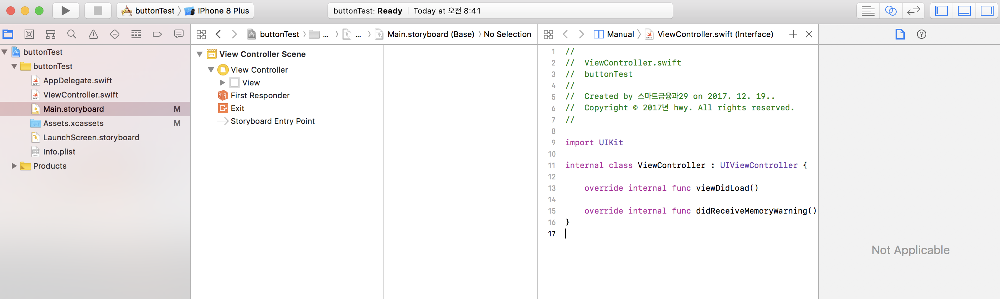 buttonTest iPhone 8 Plus
buttonTest: Ready Today at 오전 8:41
buttonTest ... ... Main.storyboard (Base) No Selection
Manual ViewController.swift (Interface)
buttonTest
buttonTest
AppDelegate.swift
ViewController.swift
Main.storyboard M
Assets.xcassets M
LaunchScreen.storyboard
Info.plist
Products
View Controller Scene
View Controller
View
First Responder
Exit
Storyboard Entry Point
1 //
2 // ViewController.swift
3 // buttonTest
4 //
5 // Created by 스마트금융과29 on 2017. 12. 19..
6 // Copyright © 2017년 hwy. All rights reserved.
7 //
8
9 import UIKit
10
11 internal class ViewController : UIViewController {
12
13 override internal func viewDidLoad()
14
15 override internal func didReceiveMemoryWarning()
16 }
17
Not Applicable